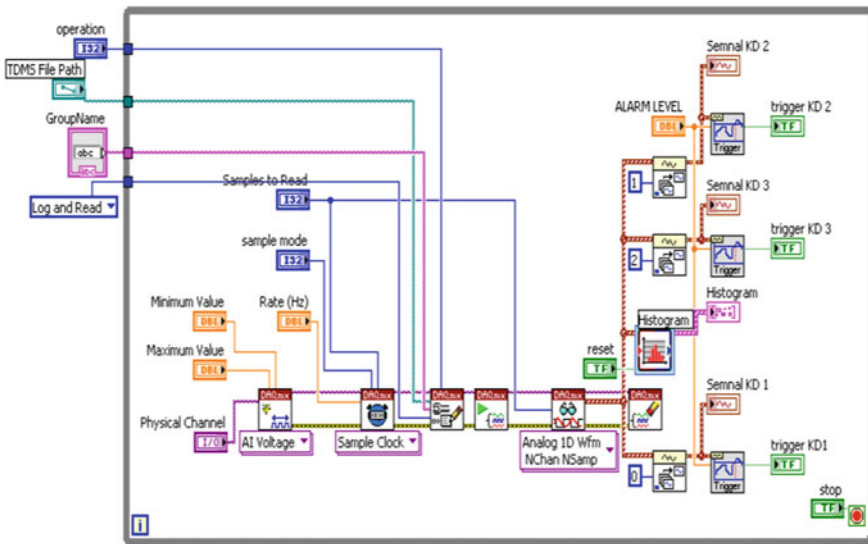 operation
I32
TDMS File Path
GroupName
abc
abc
Log and Read
Samples to Read
I32
sample mode
I32
Minimum Value
DBL
Rate (Hz)
DBL
Maximum Value
DBL
Physical Channel
I/0
AI Voltage
Sample Clock
Analog 1D Wfm
NChan NSamp
DAQmx
DAQmx
DAQmx
DAQmx
DAQmx
DAQmx
Semnal KD 2
ALARM LEVEL
DBL
trigger KD 2
TF
Trigger
1
Semnal KD 3
trigger KD 3
TF
Trigger
2
Histogram
Histogram
reset
TF
Semnal KD 1
trigger KD1
TF
Trigger
0
stop
TF
i